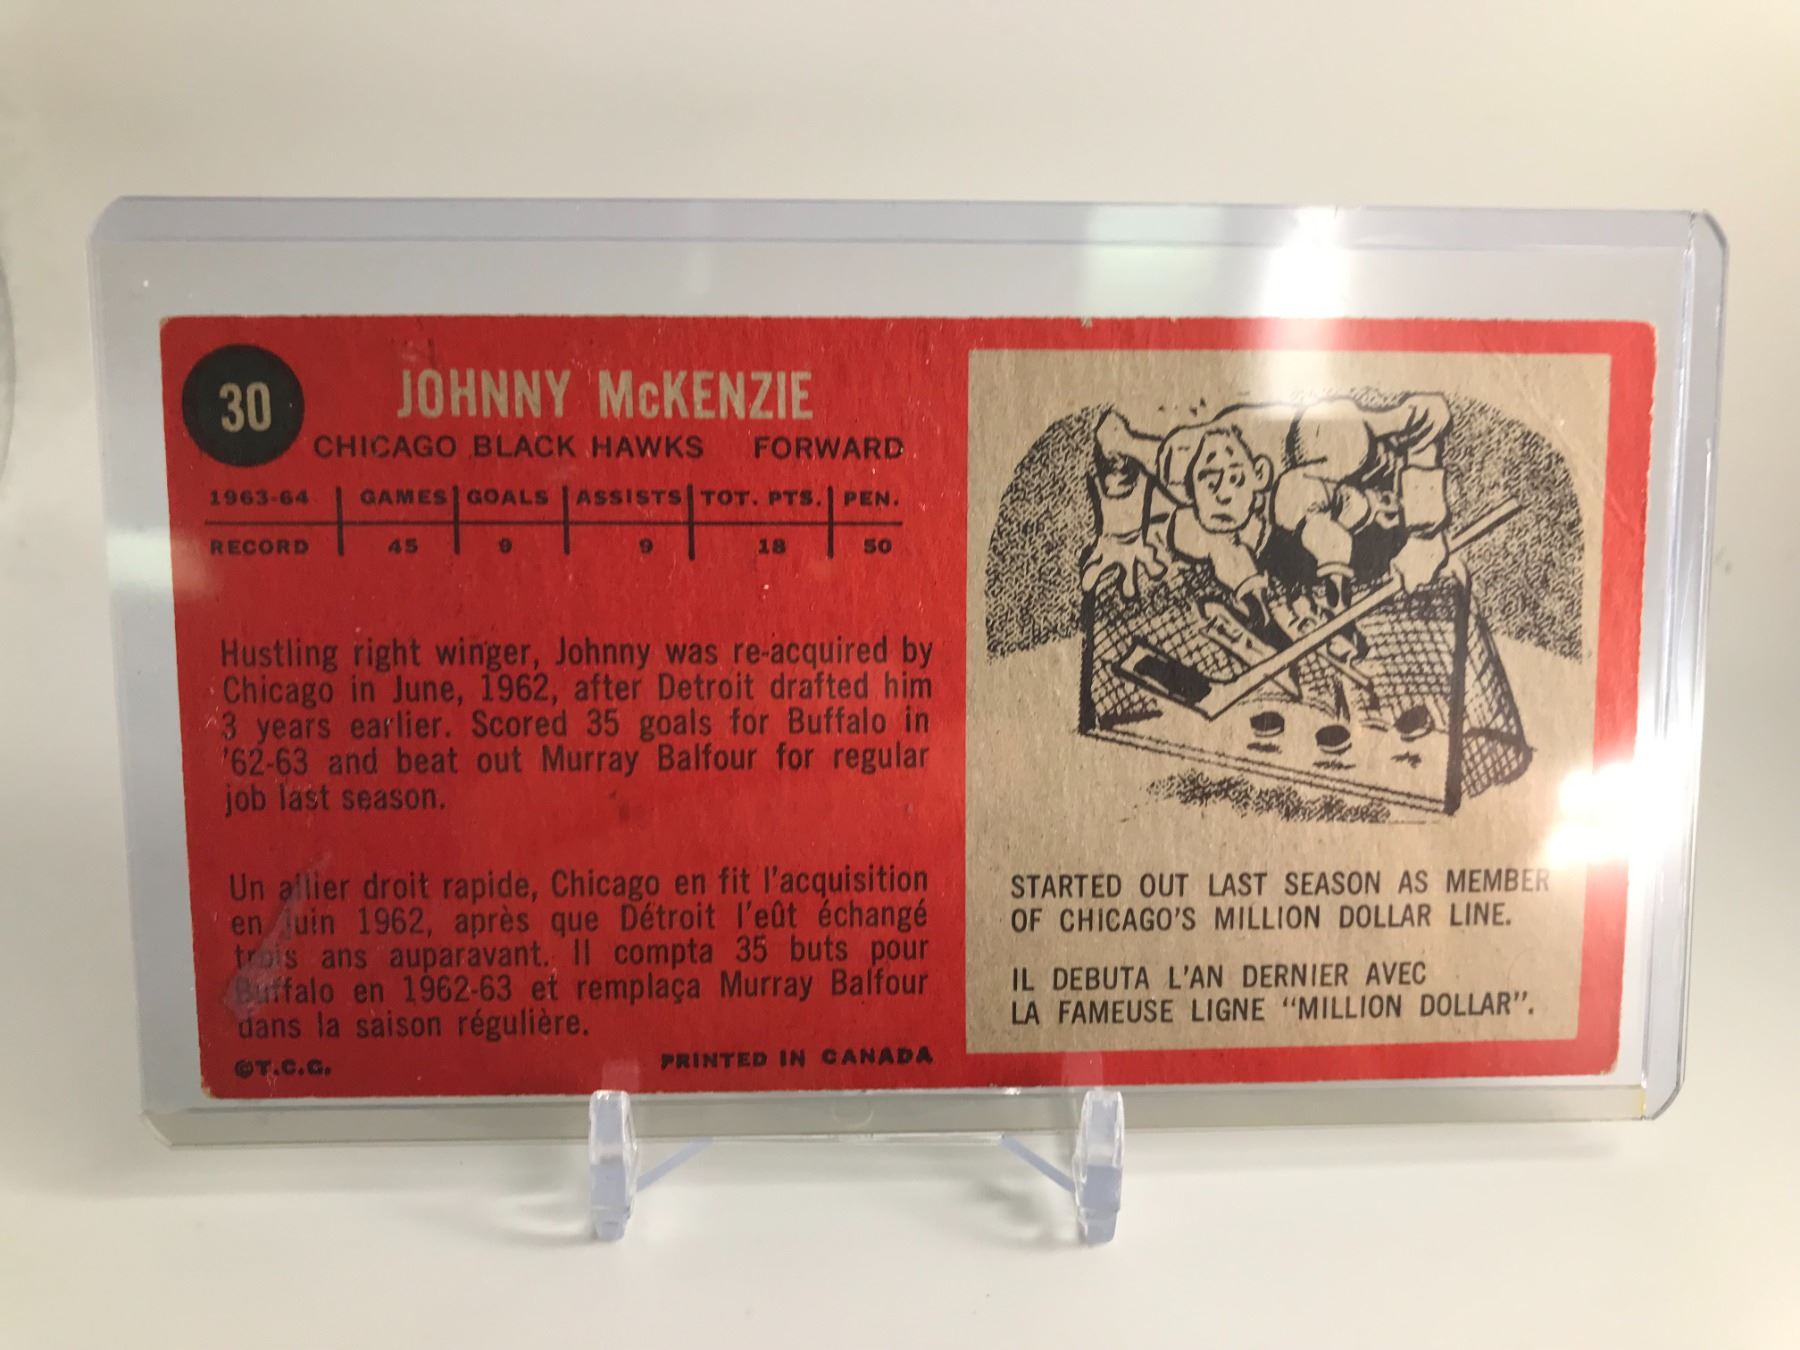 30
JOHNNY McKENZIE
CHICAGO BLACK HAWKS FORWARD
1963-64 GAMES GOALS ASSISTS TOT. PTS. PEN.
RECORD 45 9 9 18 50
Hustling right winger, Johnny was re-acquired by
Chicago in June, 1962, after Detroit drafted him
3 years earlier. Scored 35 goals for Buffalo in
'62-63 and beat out Murray Balfour for regular
job last season.
Un ailier droit rapide, Chicago en fit l'acquisition
en juin 1962, après que Détroit l'eût échangé
trois ans auparavant. Il compta 35 buts pour
Buffalo en 1962-63 et remplaça Murray Balfour
dans la saison régulière.
©T.C.G. PRINTED IN CANADA
STARTED OUT LAST SEASON AS MEMBER
OF CHICAGO'S MILLION DOLLAR LINE.
IL DEBUTA L'AN DERNIER AVEC
LA FAMEUSE LIGNE "MILLION DOLLAR".